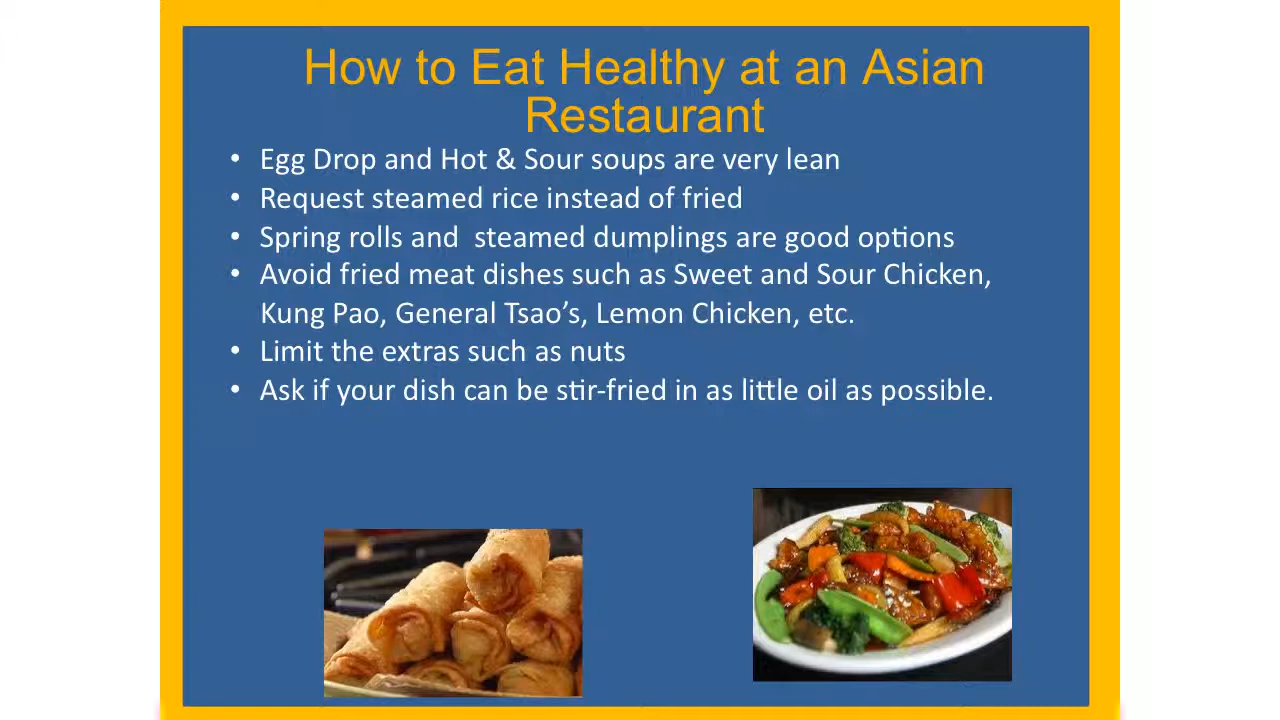 How to Eat Healthy at an Asian
Restaurant
• Egg Drop and Hot & Sour soups are very lean
• Request steamed rice instead of fried
• Spring rolls and  steamed dumplings are good options
• Avoid fried meat dishes such as Sweet and Sour Chicken,
Kung Pao, General Tsao’s, Lemon Chicken, etc.
• Limit the extras such as nuts
• Ask if your dish can be stir-fried in as little oil as possible.